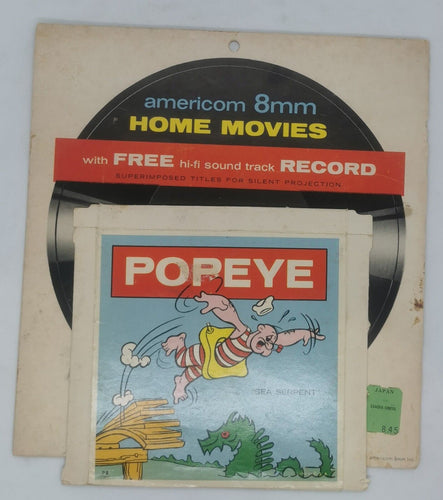 americom 8mm
HOME MOVIES
with FREE hi-fi sound track RECORD
SUPERIMPOSED TITLES FOR SILENT PROJECTION
POPEYE
"SEA SERPENT"
JAPAN
8.45